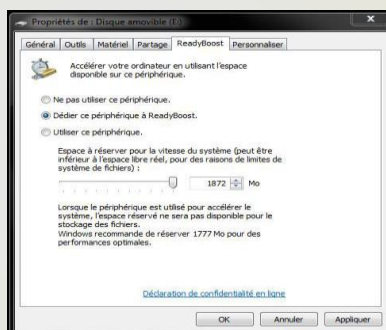 Propriétés de : Disque amovible (E:)
Général Outils Matériel Partage ReadyBoost Personnaliser
Accélérer votre ordinateur en utilisant l'espace
disponible sur ce périphérique.
Ne pas utiliser ce périphérique.
Dédier ce périphérique à ReadyBoost.
Utiliser ce périphérique.
Espace à réserver pour la vitesse du système (peut être
inférieur à l'espace libre réel, pour des raisons de limites de
système de fichiers) :
1872 Mo
Lorsque le périphérique est utilisé pour accélérer le
système, l'espace réservé ne sera pas disponible pour le
stockage des fichiers.
Windows recommande de réserver 1777 Mo pour des
performances optimales.
Déclaration de confidentialité en ligne
OK Annuler Appliquer